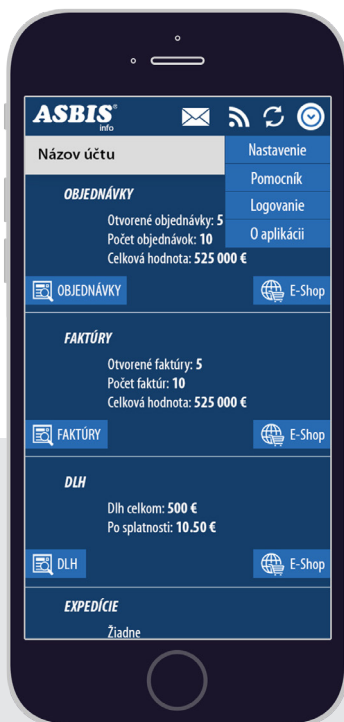 ASBIS®
info
Názov účtu
Nastavenie
Pomocník
Logovanie
O aplikácii
OBJEDNÁVKY
Otvorené objednávky: 5
Počet objednávok: 10
Celková hodnota: 525 000 €
OBJEDNÁVKY
E-Shop
FAKTÚRY
Otvorené faktúry: 5
Počet faktúr: 10
Celková hodnota: 525 000 €
FAKTÚRY
E-Shop
DLH
Dlh celkom: 500 €
Po splatnosti: 10.50 €
DLH
E-Shop
EXPEDÍCIE
Žiadne